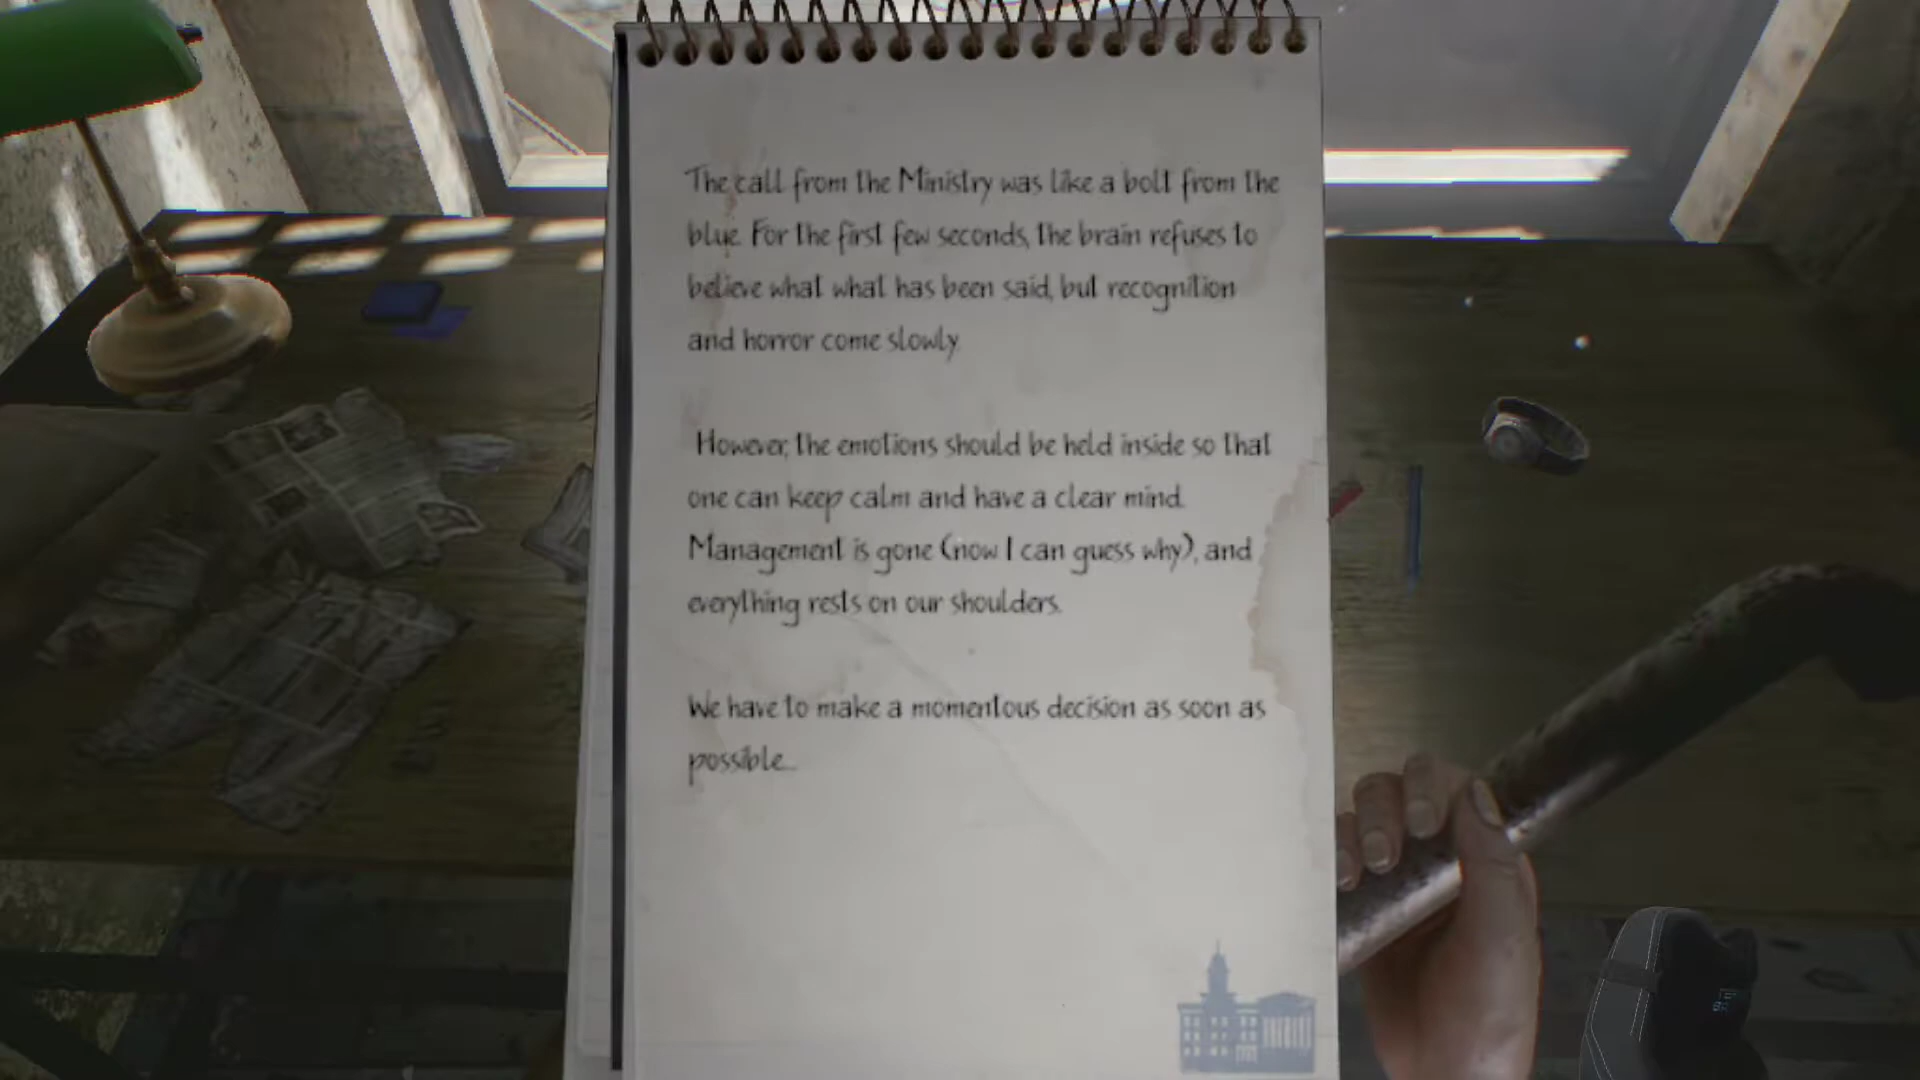 The call from the Ministry was like a bolt from the
blue. For the first few seconds, the brain refuses to
believe what what has been said, but recognition
and horror come slowly.
However, the emotions should be held inside so that
one can keep calm and have a clear mind.
Management is gone (now I can guess why), and
everything rests on our shoulders.
We have to make a momentous decision as soon as
possible...